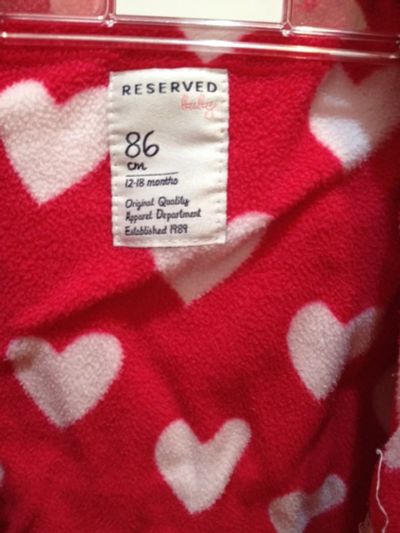 RESERVED
baby
86
cm
12-18 months
Original Quality
Apparel Department
Established 1989